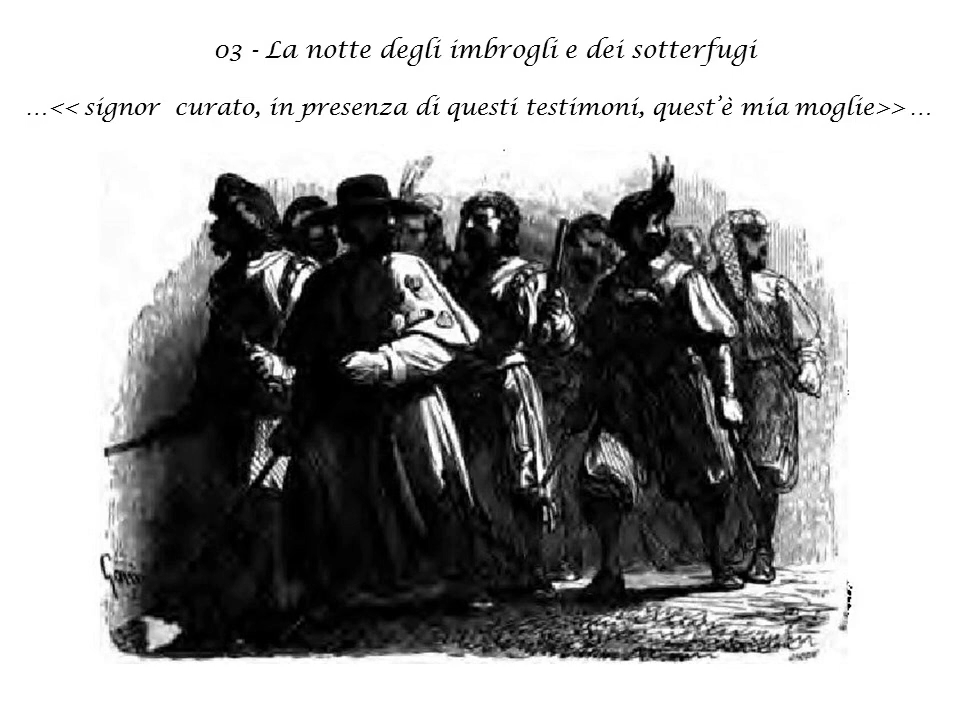 03 - La notte degli imbrogli e dei sotterfugi
…<< signor  curato, in presenza di questi testimoni, quest’è mia moglie>> …